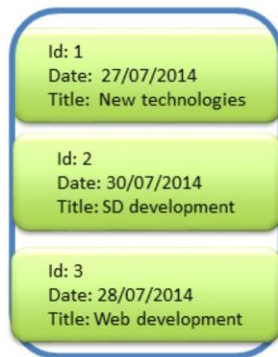 Id: 1
Date: 27/07/2014
Title: New technologies
Id: 2
Date: 30/07/2014
Title: SD development
Id: 3
Date: 28/07/2014
Title: Web development